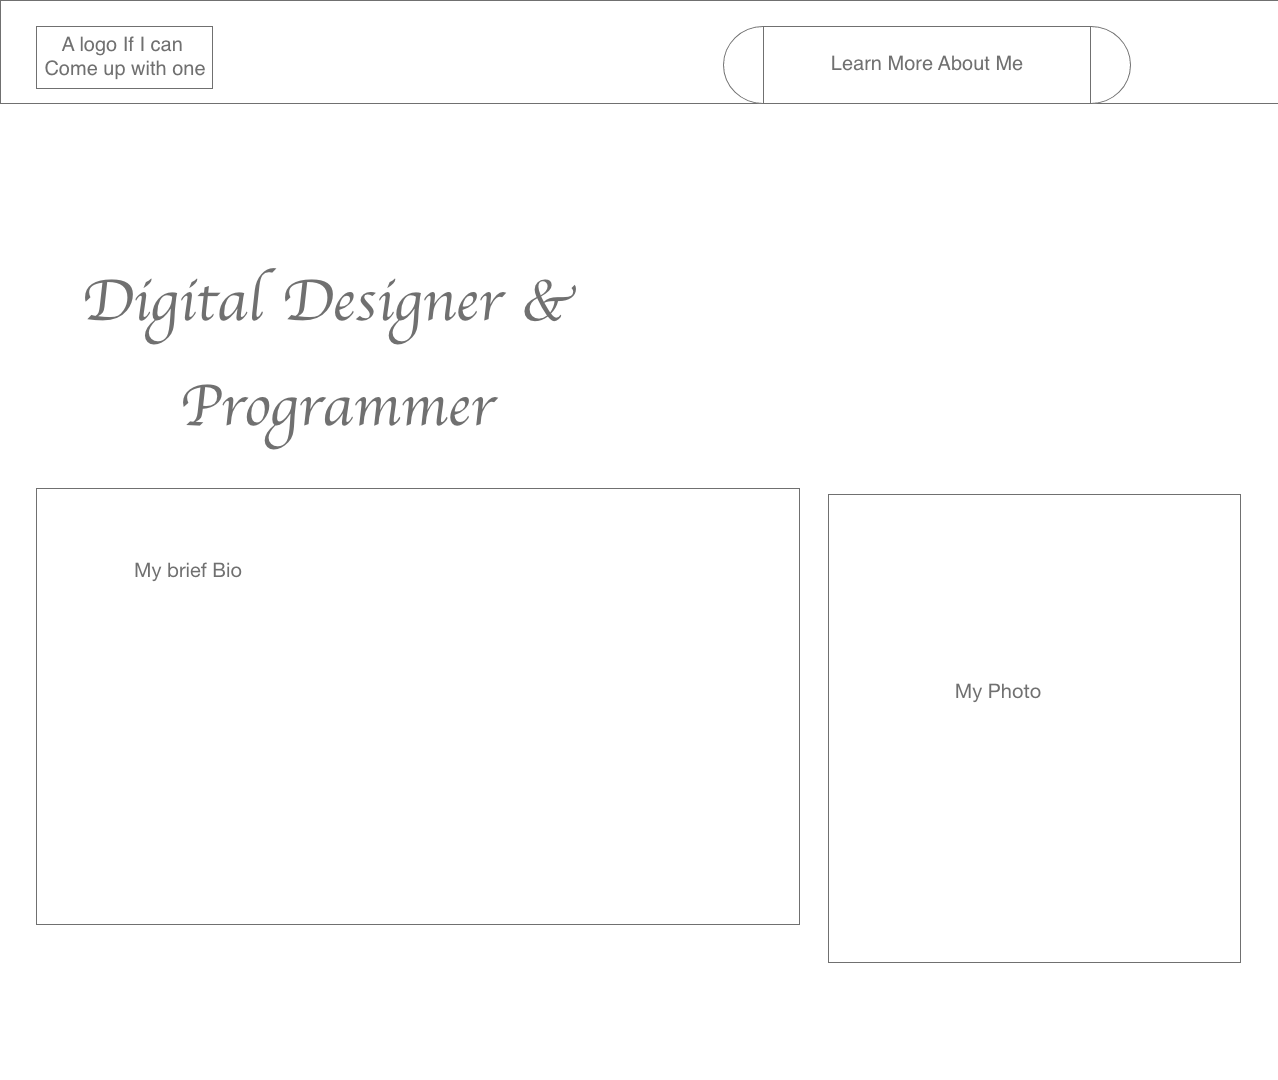 A logo If I can
Come up with one
Learn More About Me
Digital Designer &
Programmer
My brief Bio
My Photo